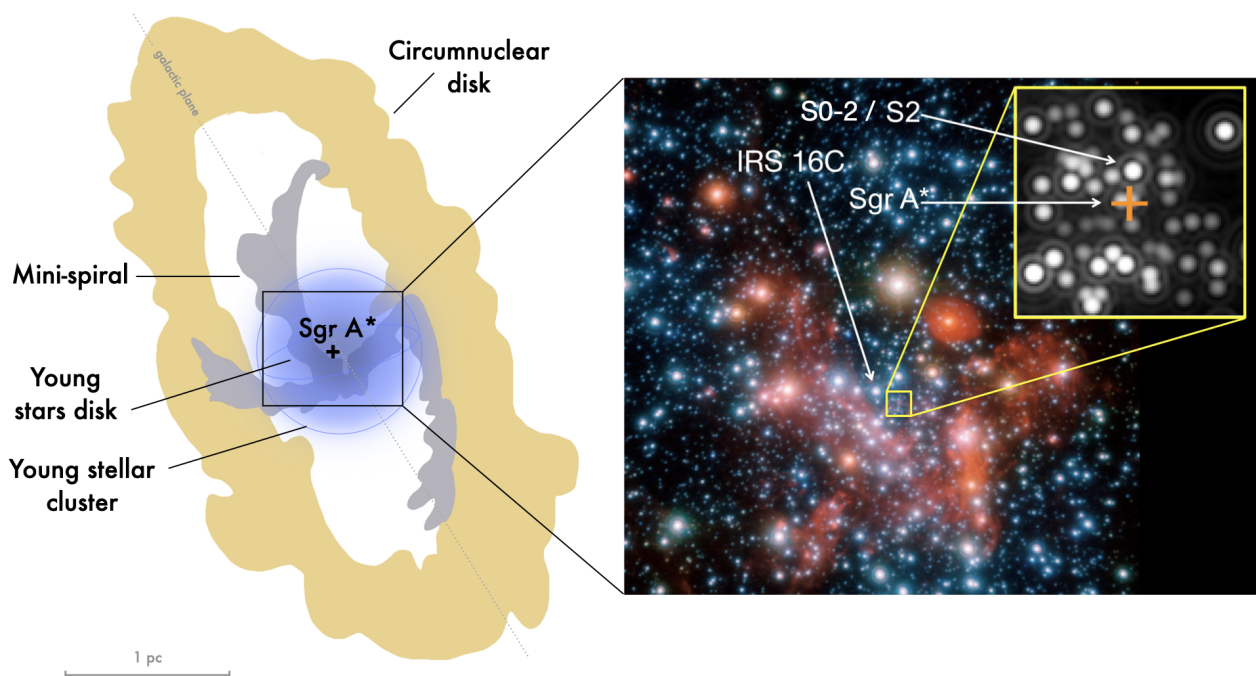 galactic plane
Circumnuclear
disk
Mini-spiral
Sgr A*
Young
stars disk
Young stellar
cluster
1 pc
S0-2 / S2
IRS 16C
Sgr A*